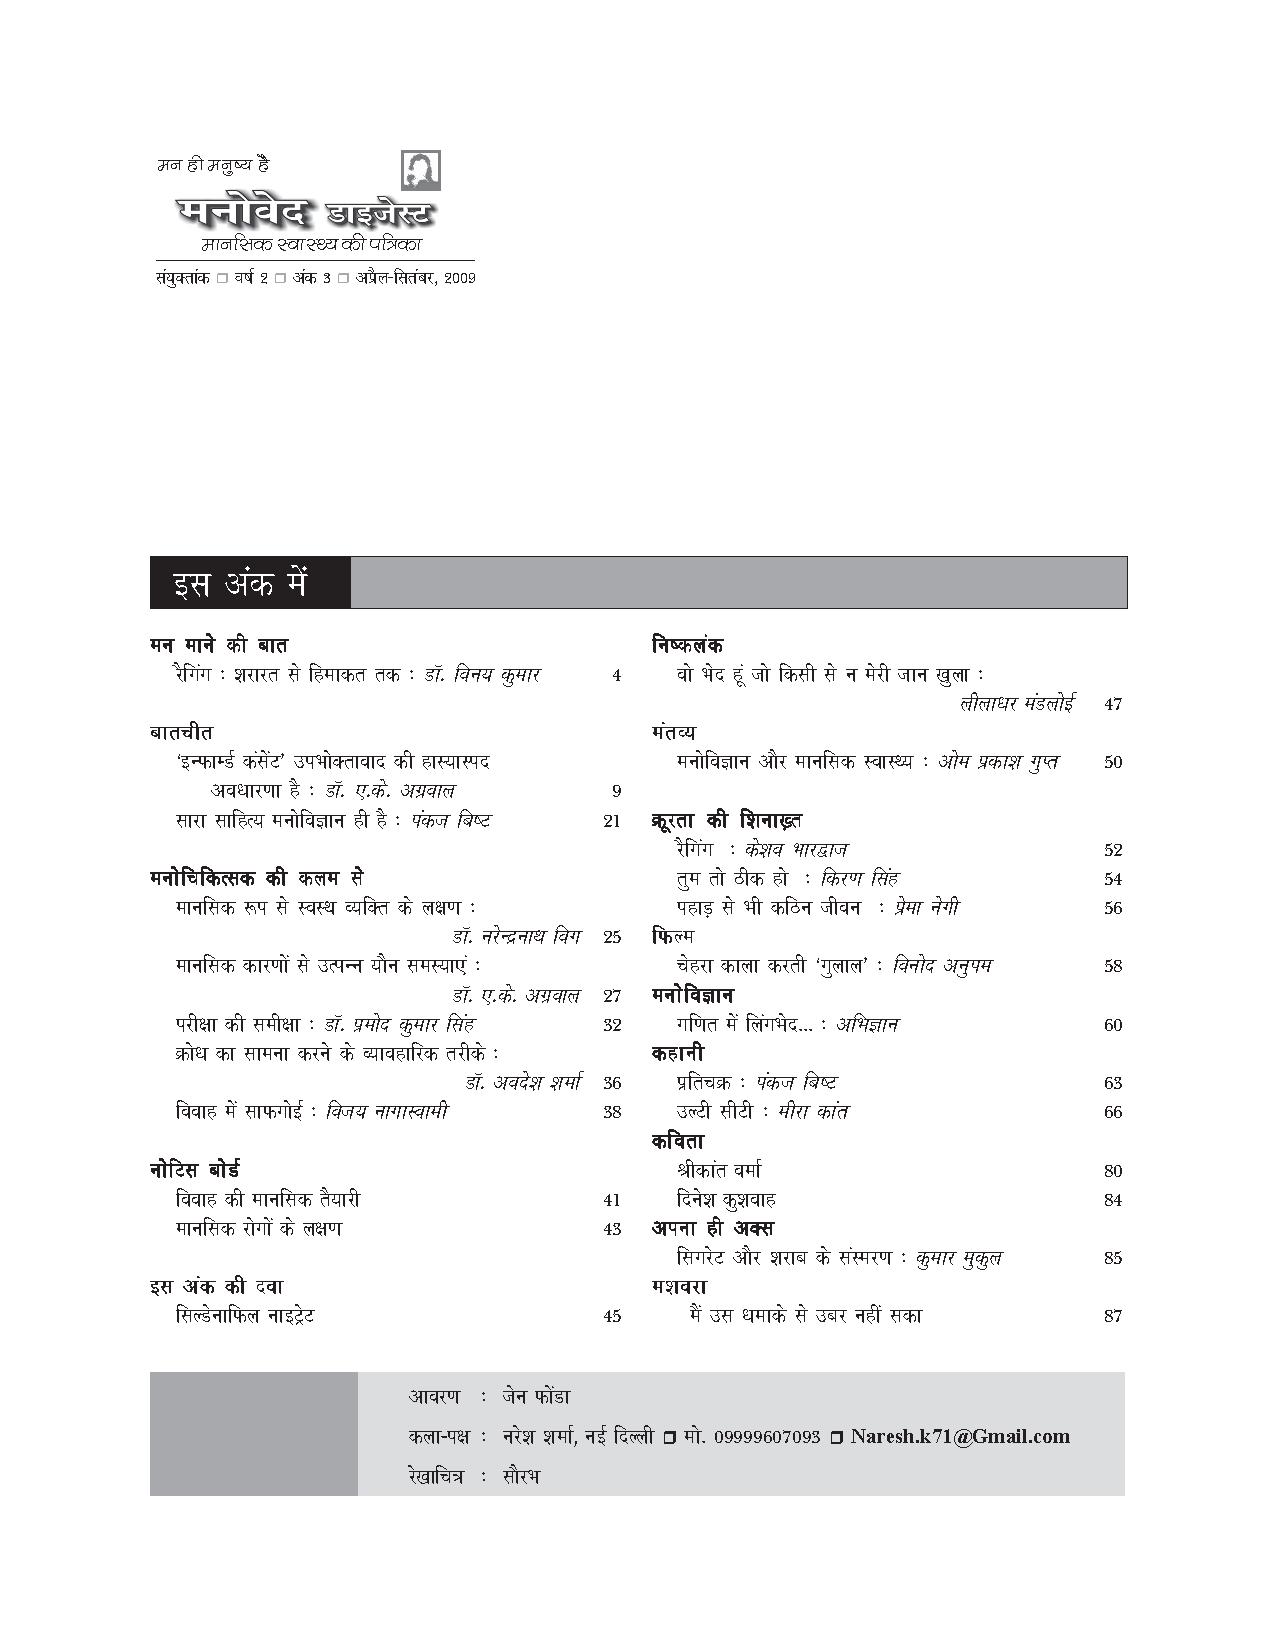 मन ही मनुष्य है
मनोवेद डाइजेस्ट
मानसिक स्वास्थ्य की पत्रिका
संयुक्तांक □ वर्ष 2 □ अंक 3 □ अप्रैल-सितंबर, 2009
इस अंक में
मन माने की बात
रैगिंग : शरारत से हिमाकत तक : डॉ. विनय कुमार 4
बातचीत
‘इन्फार्म्ड कंसेंट’ उपभोक्तावाद की हास्यास्पद
अवधारणा है : डॉ. ए.के. अग्रवाल 9
सारा साहित्य मनोविज्ञान ही है : पंकज बिष्ट 21
मनोचिकित्सक की कलम से
मानसिक रूप से स्वस्थ व्यक्ति के लक्षण :
डॉ. नरेन्द्रनाथ विग 25
मानसिक कारणों से उत्पन्न यौन समस्याएं :
डॉ. ए.के. अग्रवाल 27
परीक्षा की समीक्षा : डॉ. प्रमोद कुमार सिंह 32
क्रोध का सामना करने के व्यावहारिक तरीके :
डॉ. अवदेश शर्मा 36
विवाह में साफगोई : विजय नागास्वामी 38
नोटिस बोर्ड
विवाह की मानसिक तैयारी 41
मानसिक रोगों के लक्षण 43
इस अंक की दवा
सिल्डेनाफिल नाइट्रेट 45
निष्कलंक
वो भेद हूं जो किसी से न मेरी जान खुला :
लीलाधर मंडलोई 47
मंतव्य
मनोविज्ञान और मानसिक स्वास्थ्य : ओम प्रकाश गुप्त 50
क्रूरता की शिनाख़्त
रैगिंग : केशव भारद्वाज 52
तुम तो ठीक हो : किरण सिंह 54
पहाड़ से भी कठिन जीवन : प्रेमा नेगी 56
फिल्म
चेहरा काला करती ‘गुलाल’ : विनोद अनुपम 58
मनोविज्ञान
गणित में लिंगभेद... : अभिज्ञान 60
कहानी
प्रतिचक्र : पंकज बिष्ट 63
उल्टी सीटी : मीरा कांत 66
कविता
श्रीकांत वर्मा 80
दिनेश कुशवाह 84
अपना ही अक्स
सिगरेट और शराब के संस्मरण : कुमार मुकुल 85
मशवरा
मैं उस धमाके से उबर नहीं सका 87
आवरण : जेन फोंडा
कला-पक्ष : नरेश शर्मा, नई दिल्ली □ मो. 09999607093 □ Naresh.k71@Gmail.com
रेखाचित्र : सौरभ